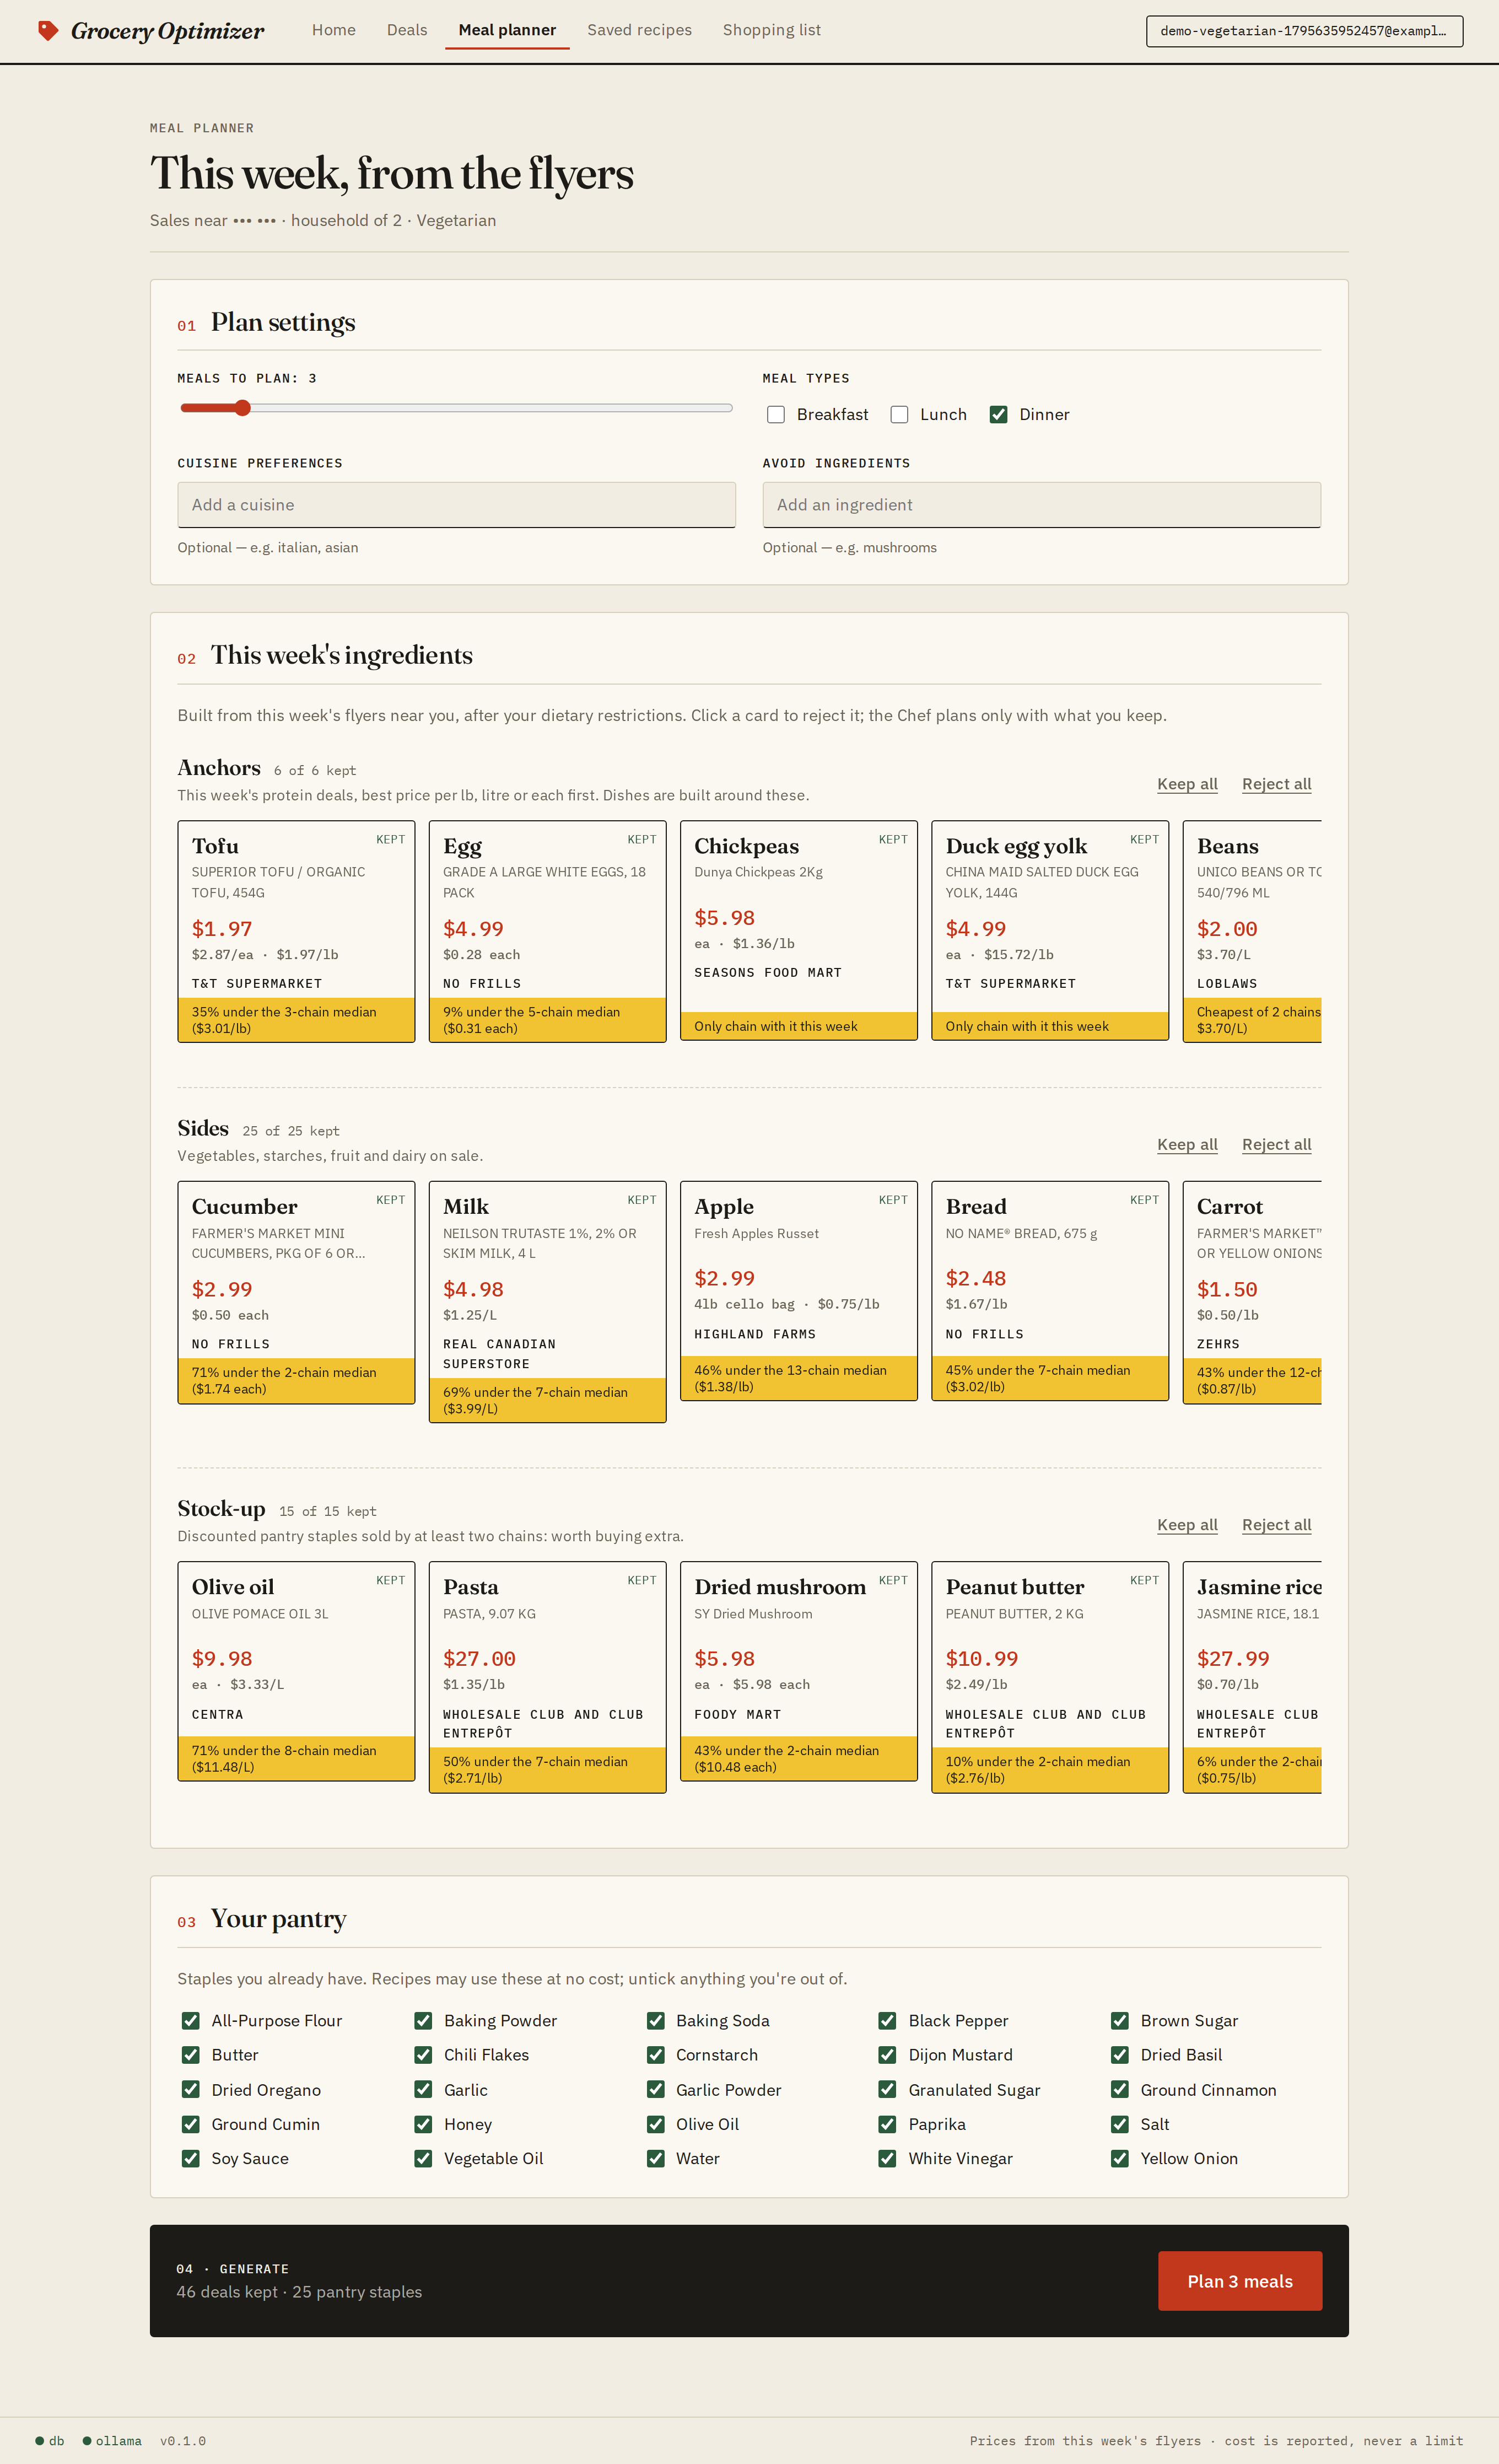 Grocery Optimizer
Home
Deals
Meal planner
Saved recipes
Shopping list
demo-vegetarian-1795635952457@exampl…
MEAL PLANNER
This week, from the flyers
Sales near ••• ••• · household of 2 · Vegetarian
01 Plan settings
MEALS TO PLAN: 3
MEAL TYPES
Breakfast
Lunch
Dinner
CUISINE PREFERENCES
AVOID INGREDIENTS
Add a cuisine
Add an ingredient
Optional — e.g. italian, asian
Optional — e.g. mushrooms
02 This week's ingredients
Built from this week's flyers near you, after your dietary restrictions. Click a card to reject it; the Chef plans only with what you keep.
Anchors 6 of 6 kept
This week's protein deals, best price per lb, litre or each first. Dishes are built around these.
Keep all
Reject all
Tofu
KEPT
SUPERIOR TOFU / ORGANIC
TOFU, 454G
$1.97
$2.87/ea · $1.97/lb
T&T SUPERMARKET
35% under the 3-chain median
($3.01/lb)
Egg
KEPT
GRADE A LARGE WHITE EGGS, 18
PACK
$4.99
$0.28 each
NO FRILLS
9% under the 5-chain median
($0.31 each)
Chickpeas
KEPT
Dunya Chickpeas 2Kg
$5.98
ea · $1.36/lb
SEASONS FOOD MART
Only chain with it this week
Duck egg yolk
KEPT
CHINA MAID SALTED DUCK EGG
YOLK, 144G
$4.99
ea · $15.72/lb
T&T SUPERMARKET
Only chain with it this week
Beans
UNICO BEANS OR
540/796 ML
$2.00
$3.70/L
LOBLAWS
Cheapest of 2 chains
$3.70/L)
Sides 25 of 25 kept
Vegetables, starches, fruit and dairy on sale.
Keep all
Reject all
Cucumber
KEPT
FARMER'S MARKET MINI
CUCUMBERS, PKG OF 6 OR…
$2.99
$0.50 each
NO FRILLS
71% under the 2-chain median
($1.74 each)
Milk
KEPT
NEILSON TRUTASTE 1%, 2% OR
SKIM MILK, 4 L
$4.98
$1.25/L
REAL CANADIAN
SUPERSTORE
69% under the 7-chain median
($3.99/L)
Apple
KEPT
Fresh Apples Russet
$2.99
4lb cello bag · $0.75/lb
HIGHLAND FARMS
46% under the 13-chain median
($1.38/lb)
Bread
KEPT
NO NAME® BREAD, 675 g
$2.48
$1.67/lb
NO FRILLS
45% under the 7-chain median
($3.02/lb)
Carrot
FARMER'S MARKET™
OR YELLOW ONIONS
$1.50
$0.50/lb
ZEHRS
43% under the 12-ch
($0.87/lb)
Stock-up 15 of 15 kept
Discounted pantry staples sold by at least two chains: worth buying extra.
Keep all
Reject all
Olive oil
KEPT
OLIVE POMACE OIL 3L
$9.98
ea · $3.33/L
CENTRA
71% under the 8-chain median
($11.48/L)
Pasta
KEPT
PASTA, 9.07 KG
$27.00
$1.35/lb
WHOLESALE CLUB AND CLUB
ENTREPÔT
50% under the 7-chain median
($2.71/lb)
Dried mushroom
KEPT
SY Dried Mushroom
$5.98
ea · $5.98 each
FOODY MART
43% under the 2-chain median
($10.48 each)
Peanut butter
KEPT
PEANUT BUTTER, 2 KG
$10.99
$2.49/lb
WHOLESALE CLUB AND CLUB
ENTREPÔT
10% under the 2-chain median
($2.76/lb)
Jasmine rice
JASMINE RICE, 18.1
$27.99
$0.70/lb
WHOLESALE CLUB
ENTREPÔT
6% under the 2-chai
($0.75/lb)
03 Your pantry
Staples you already have. Recipes may use these at no cost; untick anything you're out of.
All-Purpose Flour
Baking Powder
Baking Soda
Black Pepper
Brown Sugar
Butter
Chili Flakes
Cornstarch
Dijon Mustard
Dried Basil
Dried Oregano
Garlic
Garlic Powder
Granulated Sugar
Ground Cinnamon
Ground Cumin
Honey
Olive Oil
Paprika
Salt
Soy Sauce
Vegetable Oil
Water
White Vinegar
Yellow Onion
04 · GENERATE
46 deals kept · 25 pantry staples
Plan 3 meals
db
ollama
v0.1.0
Prices from this week's flyers · cost is reported, never a limit